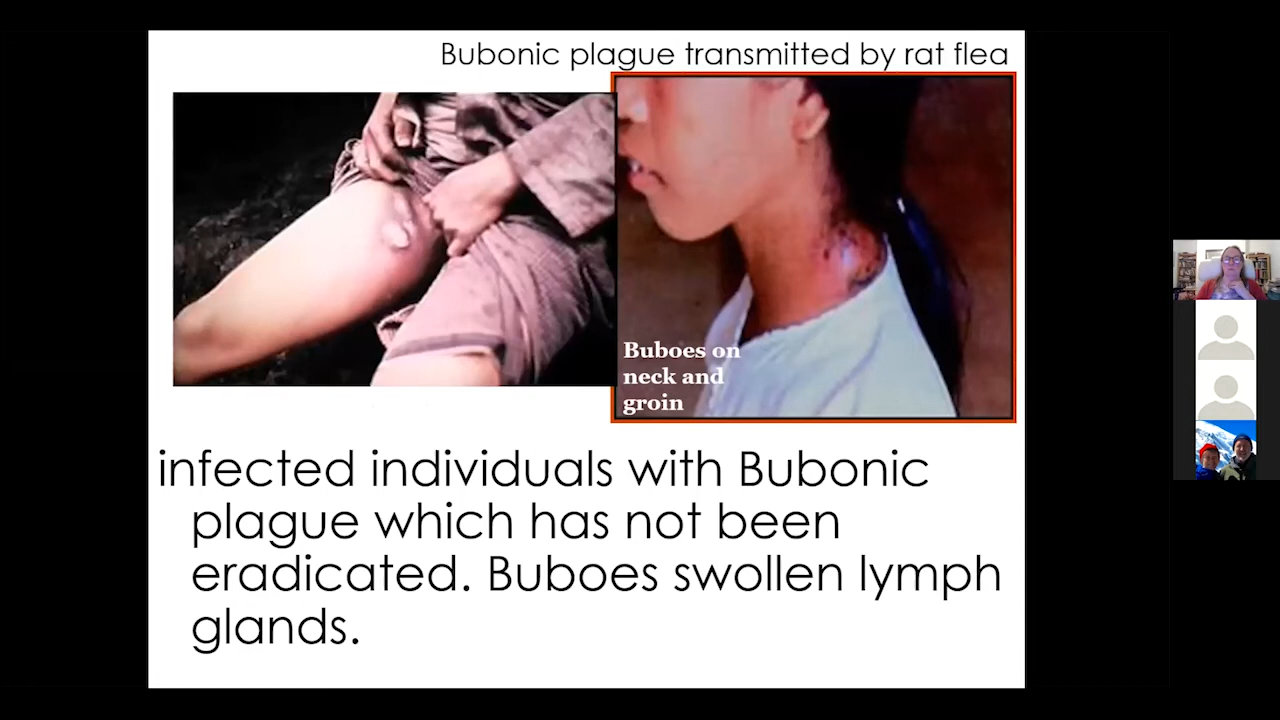 Bubonic plague transmitted by rat flea
Buboes on
neck and
groin
infected individuals with Bubonic
plague which has not been
eradicated. Buboes swollen lymph
glands.